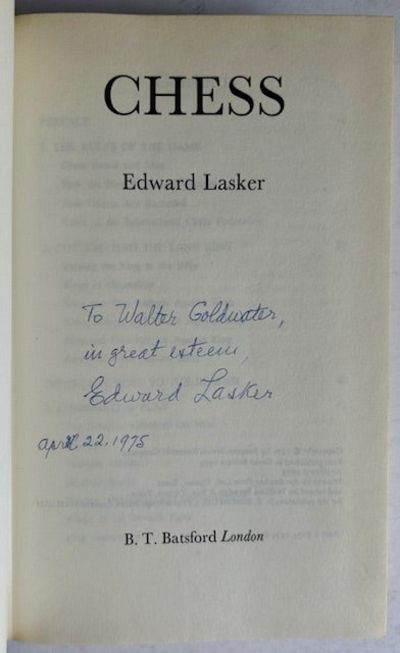 CHESS
Edward Lasker
To Walter Goldwater,
in great esteem,
Edward Lasker
April 22, 1975
B. T. Batsford London